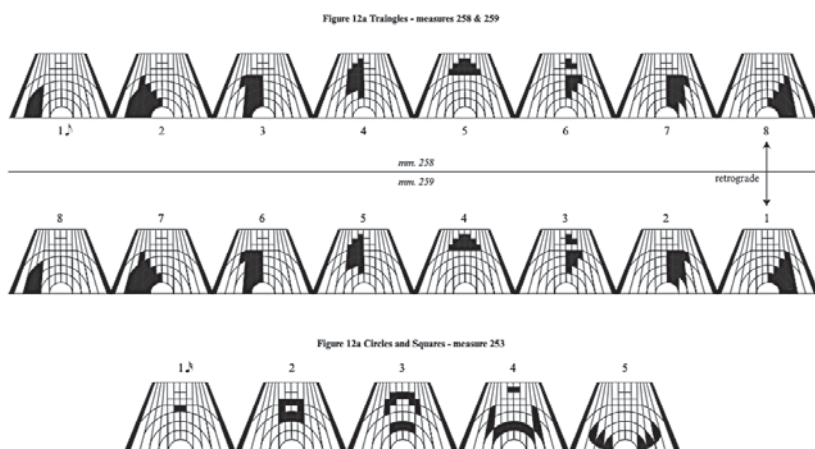 Figure 12a Traingles - measures 258 & 259
1 2 3 4 5 6 7 8
mm. 258
mm. 259
retrograde
8 7 6 5 4 3 2 1
Figure 12a Circles and Squares - measure 253
1 2 3 4 5